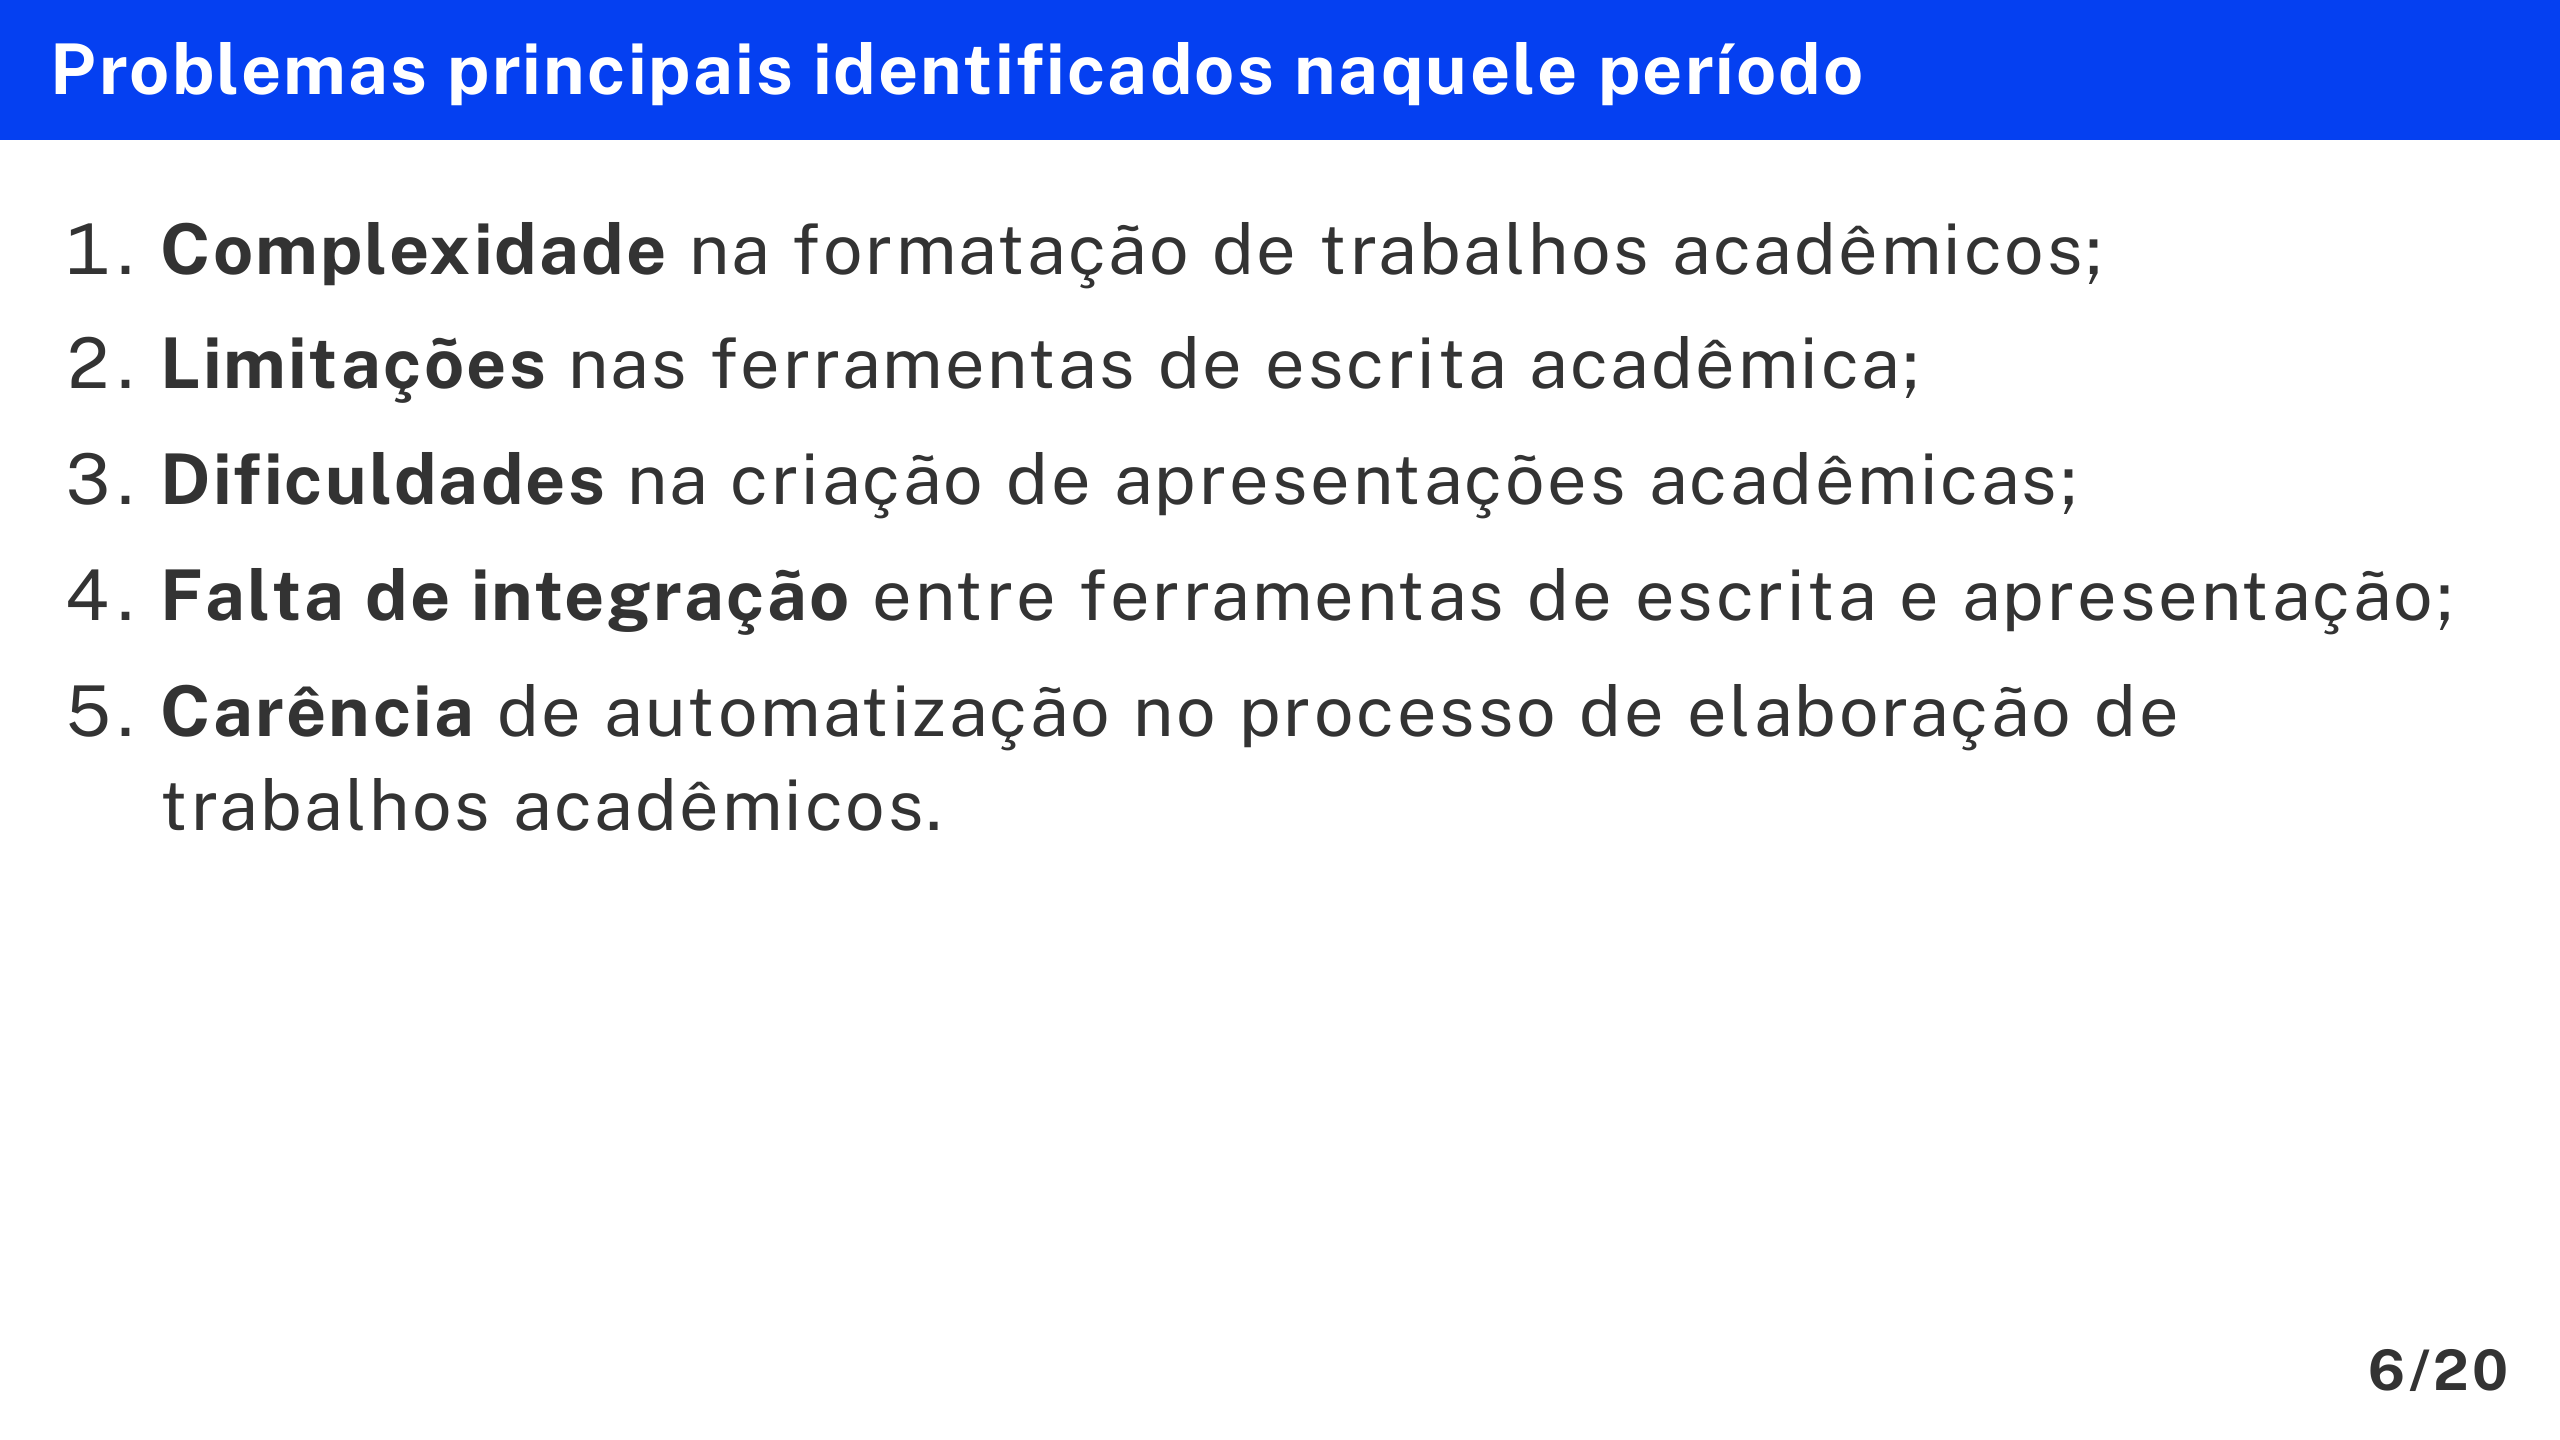 Problemas principais identificados naquele período
1. Complexidade na formatação de trabalhos acadêmicos;
2. Limitações nas ferramentas de escrita acadêmica;
3. Dificuldades na criação de apresentações acadêmicas;
4. Falta de integração entre ferramentas de escrita e apresentação;
5. Carência de automatização no processo de elaboração de
trabalhos acadêmicos.
6/20